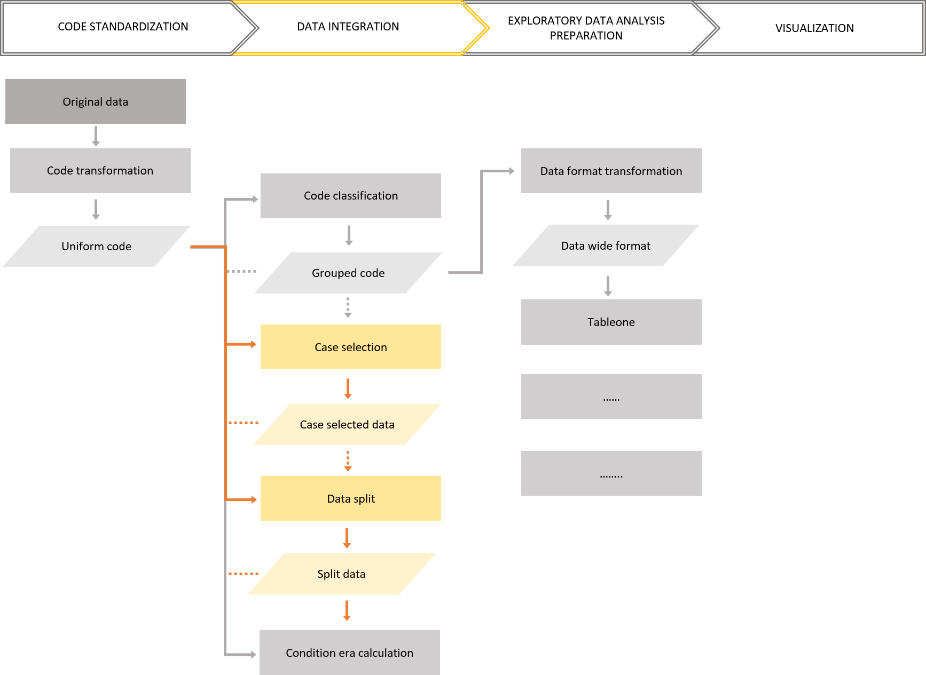 CODE STANDARDIZATION
DATA INTEGRATION
EXPLORATORY DATA ANALYSIS
PREPARATION
VISUALIZATION
Original data
Code transformation
Uniform code
Code classification
Grouped code
Case selection
Case selected data
Data split
Split data
Condition era calculation
Data format transformation
Data wide format
Tableone
......
........